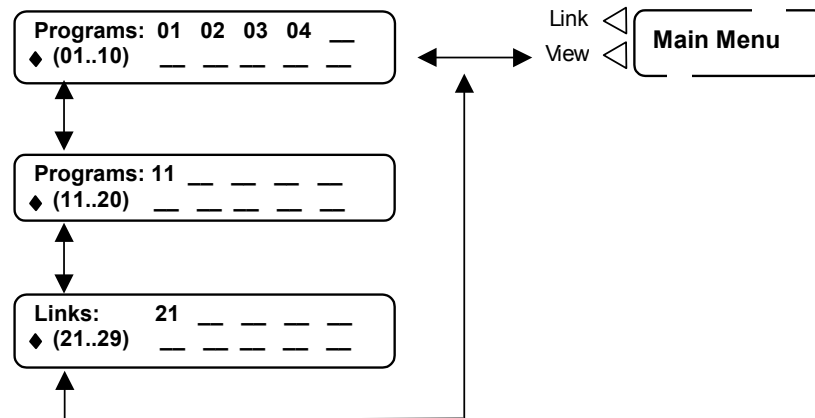 Programs: 01 02 03 04 __
♦ (01..10) __ __ __ __ __
Link
View
Main Menu
Programs: 11 __ __ __ __
♦ (11..20) __ __ __ __ __
Links: 21 __ __ __ __
♦ (21..29) __ __ __ __ __